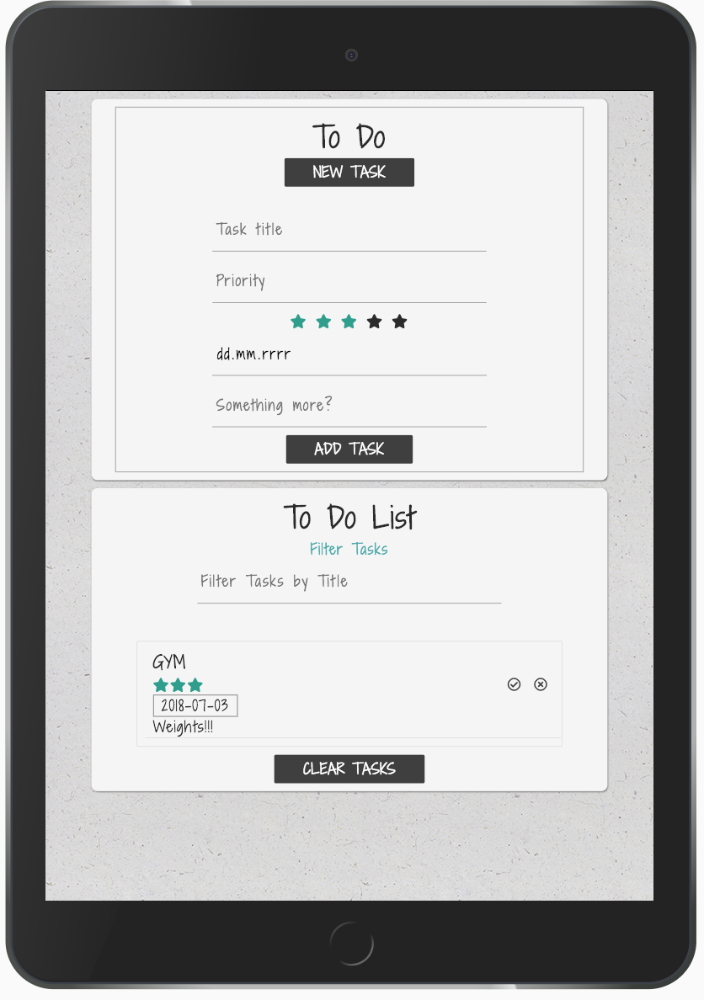 To Do
NEW TASK
Task title
Priority
dd.mm.rrrr
Something more?
ADD TASK
To Do List
Filter Tasks
Filter Tasks by Title
GYM
2018-07-03
Weights!!!
CLEAR TASKS